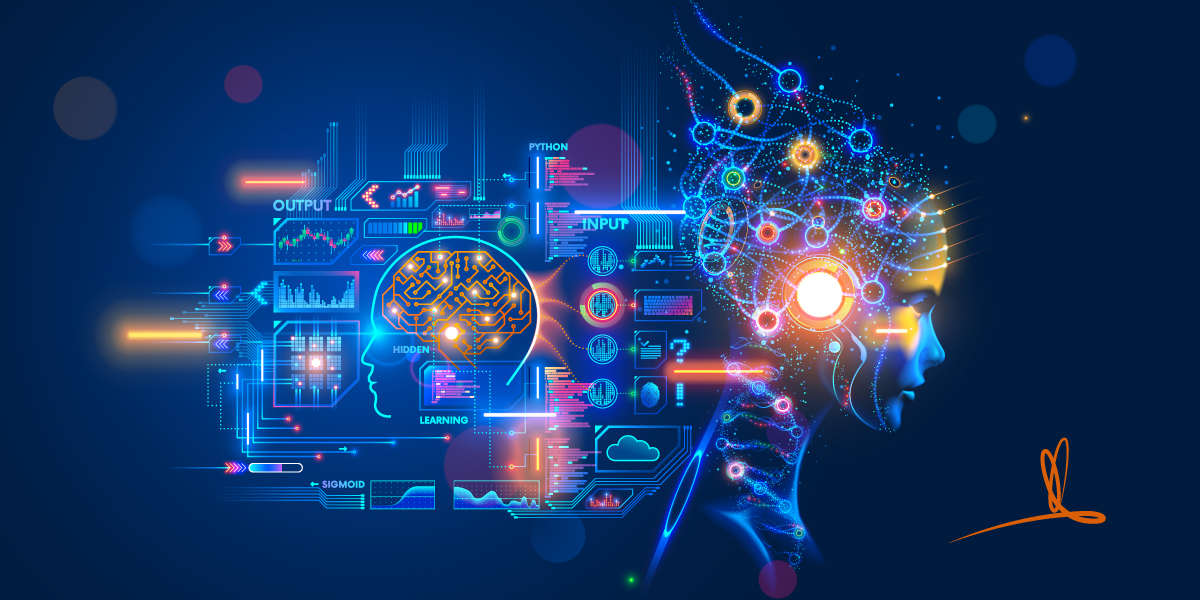 PYTHON
OUTPUT
INPUT
HIDDEN
LEARNING
SIGMOID
?
!